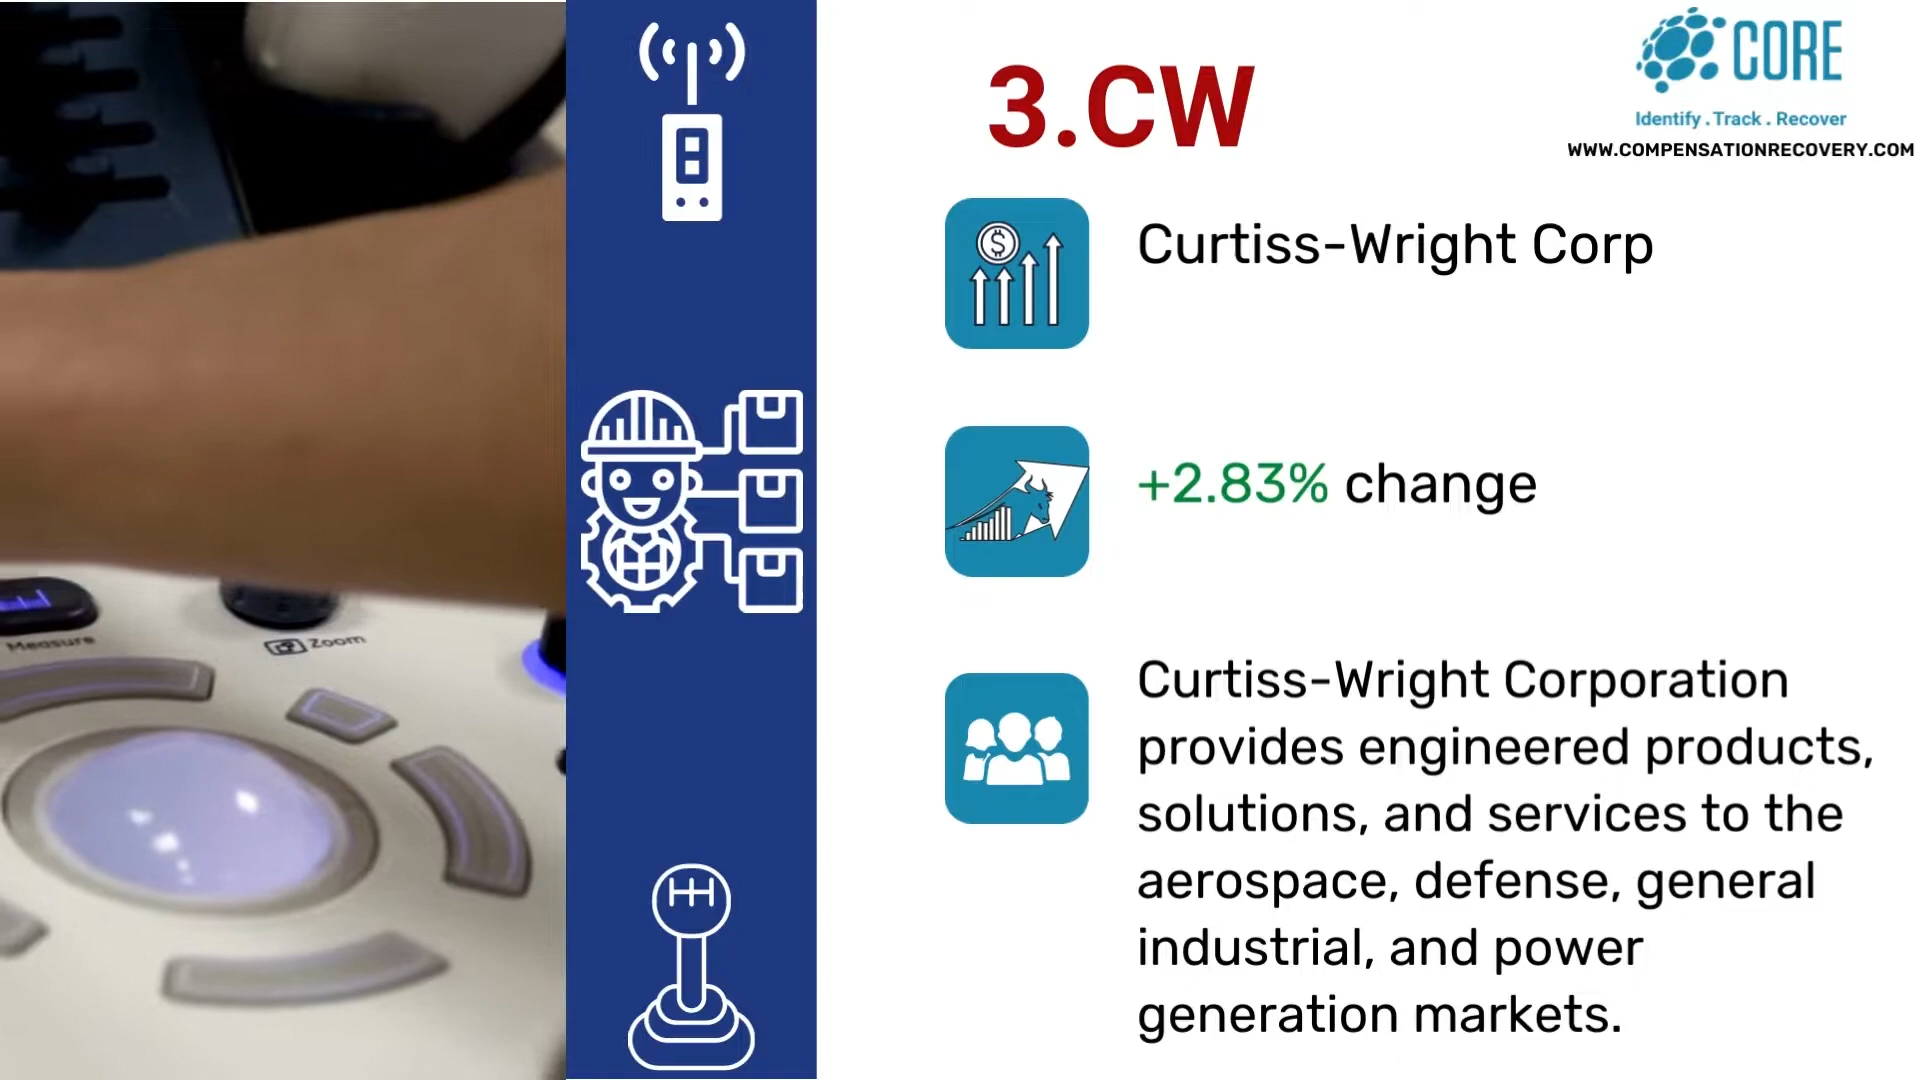 CORE
Identify . Track . Recover
WWW.COMPENSATIONRECOVERY.COM
3.CW
Curtiss-Wright Corp
+2.83% change
Curtiss-Wright Corporation
provides engineered products,
solutions, and services to the
aerospace, defense, general
industrial, and power
generation markets.
Measure
Zoom